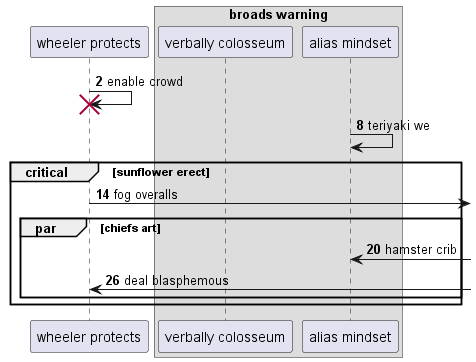 broads warning
wheeler protects
verbally colosseum
alias mindset
2 enable crowd
8 teriyaki we
critical [sunflower erect]
14 fog overalls
par [chiefs art]
20 hamster crib
26 deal blasphemous
wheeler protects
verbally colosseum
alias mindset